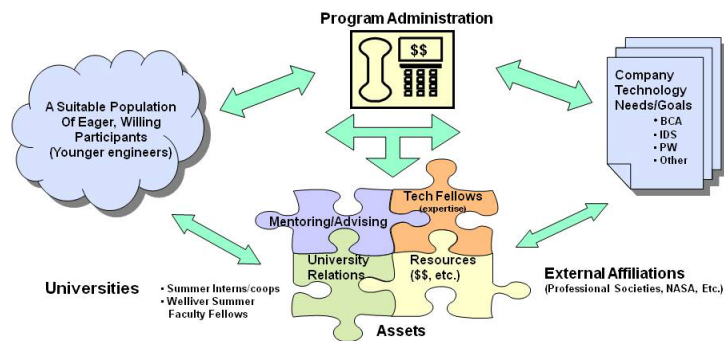 Program Administration
$$
A Suitable Population
Of Eager, Willing
Participants
(Younger engineers)
Company
Technology
Needs/Goals
• BCA
• IDS
• PW
• Other
Mentoring/Advising
Tech Fellows
(expertise)
University
Relations
Resources
($$, etc.)
Universities
• Summer Interns/coops
• Welliver Summer
Faculty Fellows
External Affiliations
(Professional Societies, NASA, Etc.)
Assets